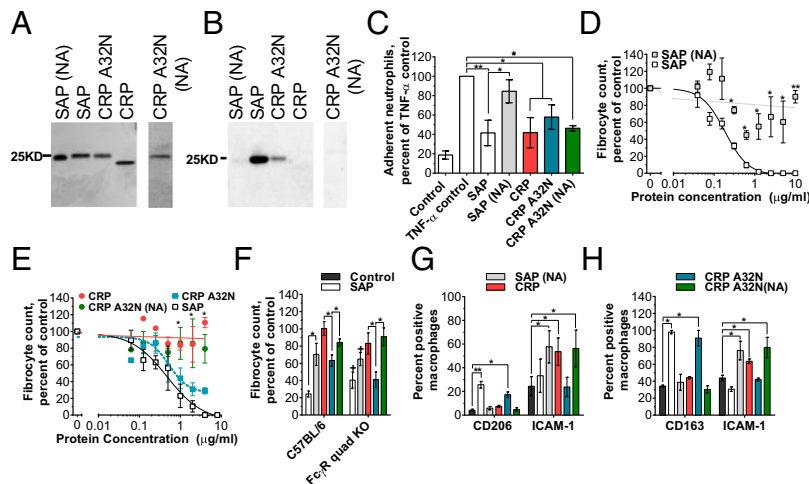 A
SAP (NA)
SAP
CRP A32N
CRP
CRP A32N
(NA)
25KD
B
SAP (NA)
SAP
CRP A32N
CRP
CRP A32N
(NA)
25KD
C
Adherent neutrophils,
percent of TNF-α control
120
100
80
60
40
20
0
** * * *
Control
TNF-α control
SAP
SAP (NA)
CRP
CRP A32N
CRP A32N (NA)
D
SAP (NA)
SAP
Fibrocyte count,
percent of control
140
120
100
80
60
40
20
0
* * * * * **
0 0.01 0.1 1 10
Protein concentration (μg/ml)
E
CRP CRP A32N
CRP A32N (NA) SAP
Fibrocyte count,
percent of control
140
120
100
80
60
40
20
0
* * *
0 0.01 0.1 1 10
Protein Concentration (μg/ml)
F
Control
SAP
Fibrocyte count,
percent of control
140
120
100
80
60
40
20
0
* * * * *
C57BL/6
FcγR quad KO
G
SAP (NA)
CRP
Percent positive
macrophages
100
80
60
40
20
0
** * * * *
CD206 ICAM-1
H
CRP A32N
CRP A32N(NA)
Percent positive
macrophages
120
100
80
60
40
20
0
* * * * *
CD163 ICAM-1